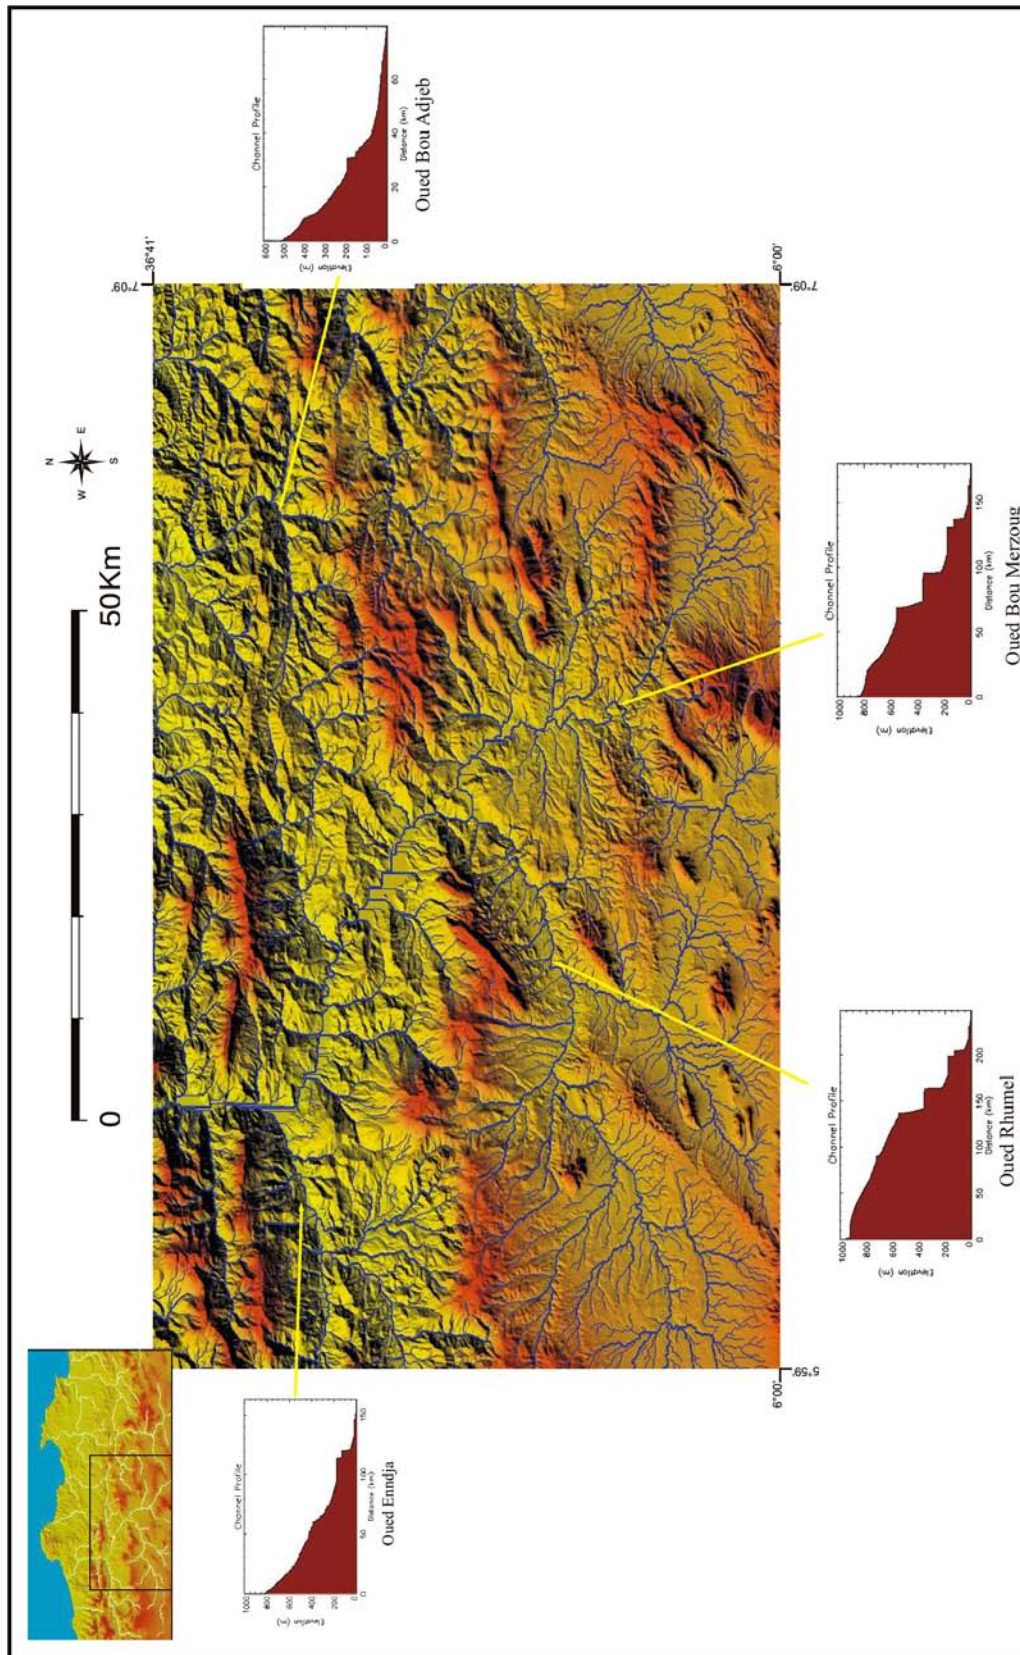 Channel Profile
Elevation (m)
600
500
400
300
200
100
0
0 20 40 60
Distance (km)
Oued Bou Adjeb
N
E
S
W
0 50Km
36°41'
7°09'
6°00'
7°09'
6°00'
5°59'
Channel Profile
Elevation (m)
1000
800
600
400
200
0
0 50 100 150
Distance (km)
Oued Bou Merzoug
Channel Profile
Elevation (m)
1000
800
600
400
200
0
0 50 100 150 200
Distance (km)
Oued Rhumel
Channel Profile
Elevation (m)
1000
800
600
400
200
0
0 50 100 150
Distance (km)
Oued Enndja